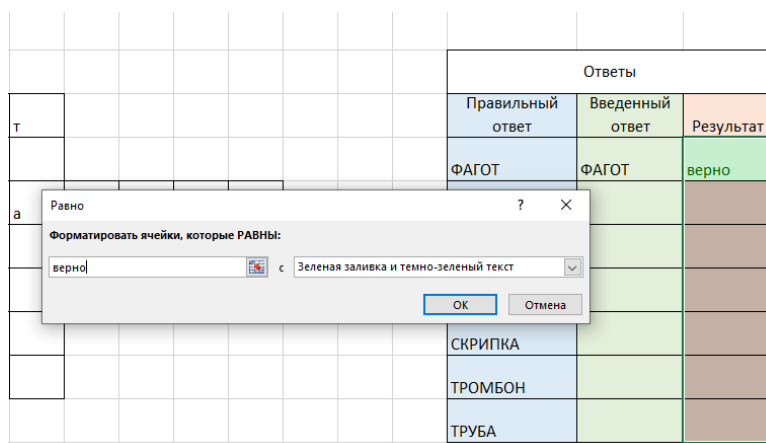 Ответы
Правильный ответ
Введенный ответ
Результат
т
ФАГОТ
ФАГОТ
верно
а
Равно
?
Форматировать ячейки, которые РАВНЫ:
верно
с
Зеленая заливка и темно-зеленый текст
ОК
Отмена
СКРИПКА
ТРОМБОН
ТРУБА